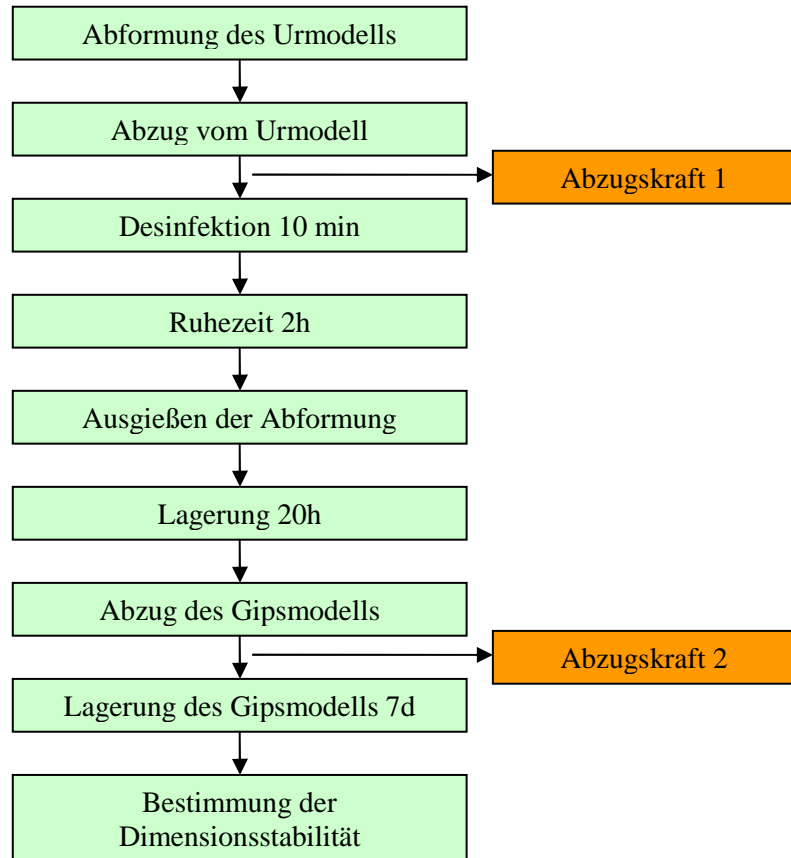 Abformung des Urmodells
Abzug vom Urmodell
Abzugskraft 1
Desinfektion 10 min
Ruhezeit 2h
Ausgießen der Abformung
Lagerung 20h
Abzug des Gipsmodells
Abzugskraft 2
Lagerung des Gipsmodells 7d
Bestimmung der
Dimensionsstabilität